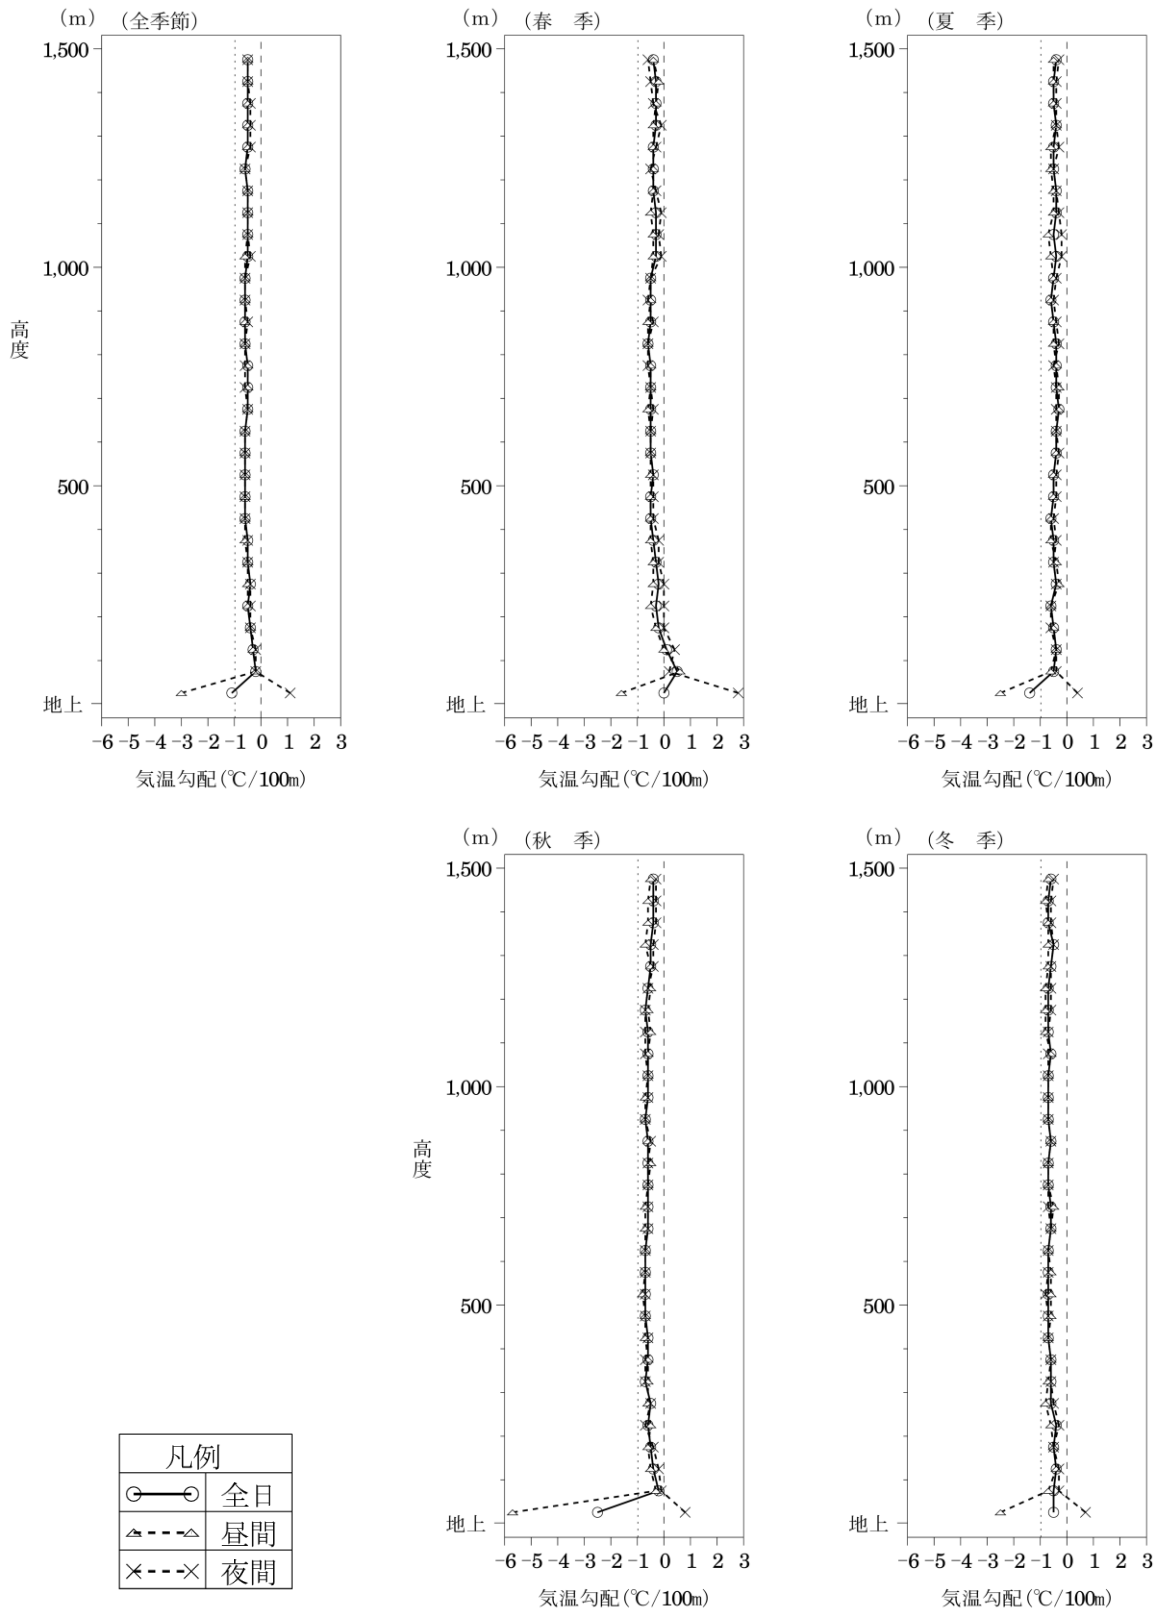 (m) (全季節)
1,500
1,000
500
地上
高度
-6 -5 -4 -3 -2 -1 0 1 2 3
気温勾配(℃/100m)
(m) (春　季)
1,500
1,000
500
地上
-6 -5 -4 -3 -2 -1 0 1 2 3
気温勾配(℃/100m)
(m) (夏　季)
1,500
1,000
500
地上
-6 -5 -4 -3 -2 -1 0 1 2 3
気温勾配(℃/100m)
(m) (秋　季)
1,500
1,000
500
地上
高度
-6 -5 -4 -3 -2 -1 0 1 2 3
気温勾配(℃/100m)
(m) (冬　季)
1,500
1,000
500
地上
-6 -5 -4 -3 -2 -1 0 1 2 3
気温勾配(℃/100m)
凡例
全日
昼間
夜間